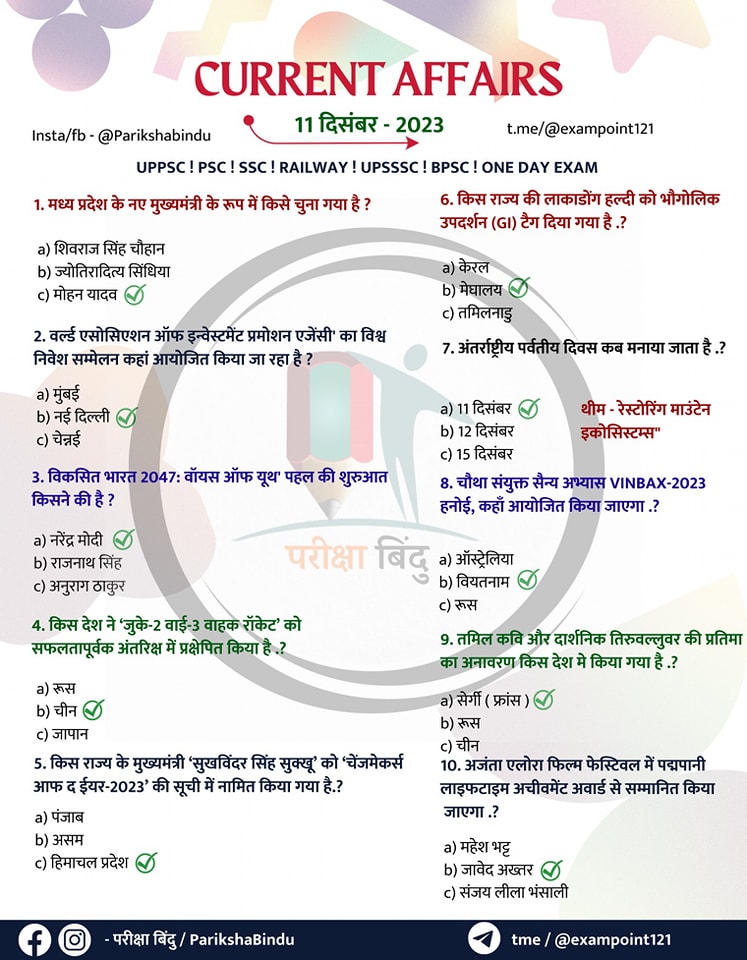 CURRENT AFFAIRS
11 दिसंबर - 2023
Insta/fb - @Parikshabindu
t.me/@exampoint121
UPPSC ! PSC ! SSC ! RAILWAY ! UPSSSC ! BPSC ! ONE DAY EXAM
1. मध्य प्रदेश के नए मुख्यमंत्री के रूप में किसे चुना गया है ?
a) शिवराज सिंह चौहान
b) ज्योतिरादित्य सिंधिया
c) मोहन यादव
2. वर्ल्ड एसोसिएशन ऑफ इन्वेस्टमेंट प्रमोशन एजेंसी' का विश्व
निवेश सम्मेलन कहां आयोजित किया जा रहा है ?
a) मुंबई
b) नई दिल्ली
c) चेन्नई
3. विकसित भारत 2047: वॉयस ऑफ यूथ' पहल की शुरुआत
किसने की है ?
a) नरेंद्र मोदी
b) राजनाथ सिंह
c) अनुराग ठाकुर
4. किस देश ने ‘जुके-2 वाई-3 वाहक रॉकेट’ को
सफलतापूर्वक अंतरिक्ष में प्रक्षेपित किया है .?
a) रूस
b) चीन
c) जापान
5. किस राज्य के मुख्यमंत्री ‘सुखविंदर सिंह सुक्खू’ को ‘चेंजमेकर्स
आफ द ईयर-2023’ की सूची में नामित किया गया है.?
a) पंजाब
b) असम
c) हिमाचल प्रदेश
6. किस राज्य की लाकाडोंग हल्दी को भौगोलिक
उपदर्शन (GI) टैग दिया गया है .?
a) केरल
b) मेघालय
c) तमिलनाडु
7. अंतर्राष्ट्रीय पर्वतीय दिवस कब मनाया जाता है .?
a) 11 दिसंबर
b) 12 दिसंबर
c) 15 दिसंबर
थीम - रेस्टोरिंग माउंटेन
इकोसिस्टम्स"
8. चौथा संयुक्त सैन्य अभ्यास VINBAX-2023
हनोई, कहाँ आयोजित किया जाएगा .?
a) ऑस्ट्रेलिया
b) वियतनाम
c) रूस
9. तमिल कवि और दार्शनिक तिरुवल्लुवर की प्रतिमा
का अनावरण किस देश मे किया गया है .?
a) सेर्गी ( फ्रांस )
b) रूस
c) चीन
10. अजंता एलोरा फिल्म फेस्टिवल में पद्मपानी
लाइफटाइम अचीवमेंट अवार्ड से सम्मानित किया
जाएगा .?
a) महेश भट्ट
b) जावेद अख्तर
c) संजय लीला भंसाली
परीक्षा बिंदु
- परीक्षा बिंदु / ParikshaBindu
tme / @exampoint121